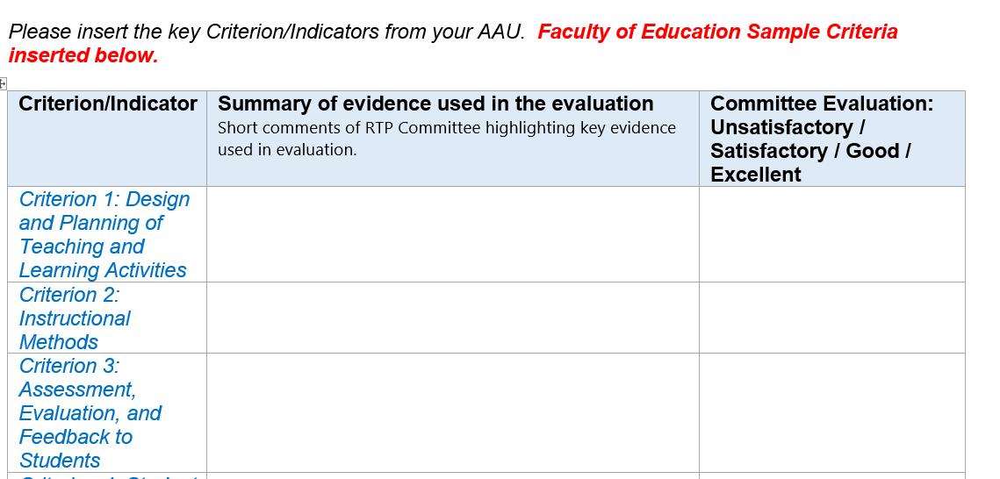 Please insert the key Criterion/Indicators from your AAU. Faculty of Education Sample Criteria
inserted below.
Criterion/Indicator
Summary of evidence used in the evaluation
Short comments of RTP Committee highlighting key evidence
used in evaluation.
Committee Evaluation:
Unsatisfactory /
Satisfactory / Good /
Excellent
Criterion 1: Design
and Planning of
Teaching and
Learning Activities
Criterion 2:
Instructional
Methods
Criterion 3:
Assessment,
Evaluation, and
Feedback to
Students